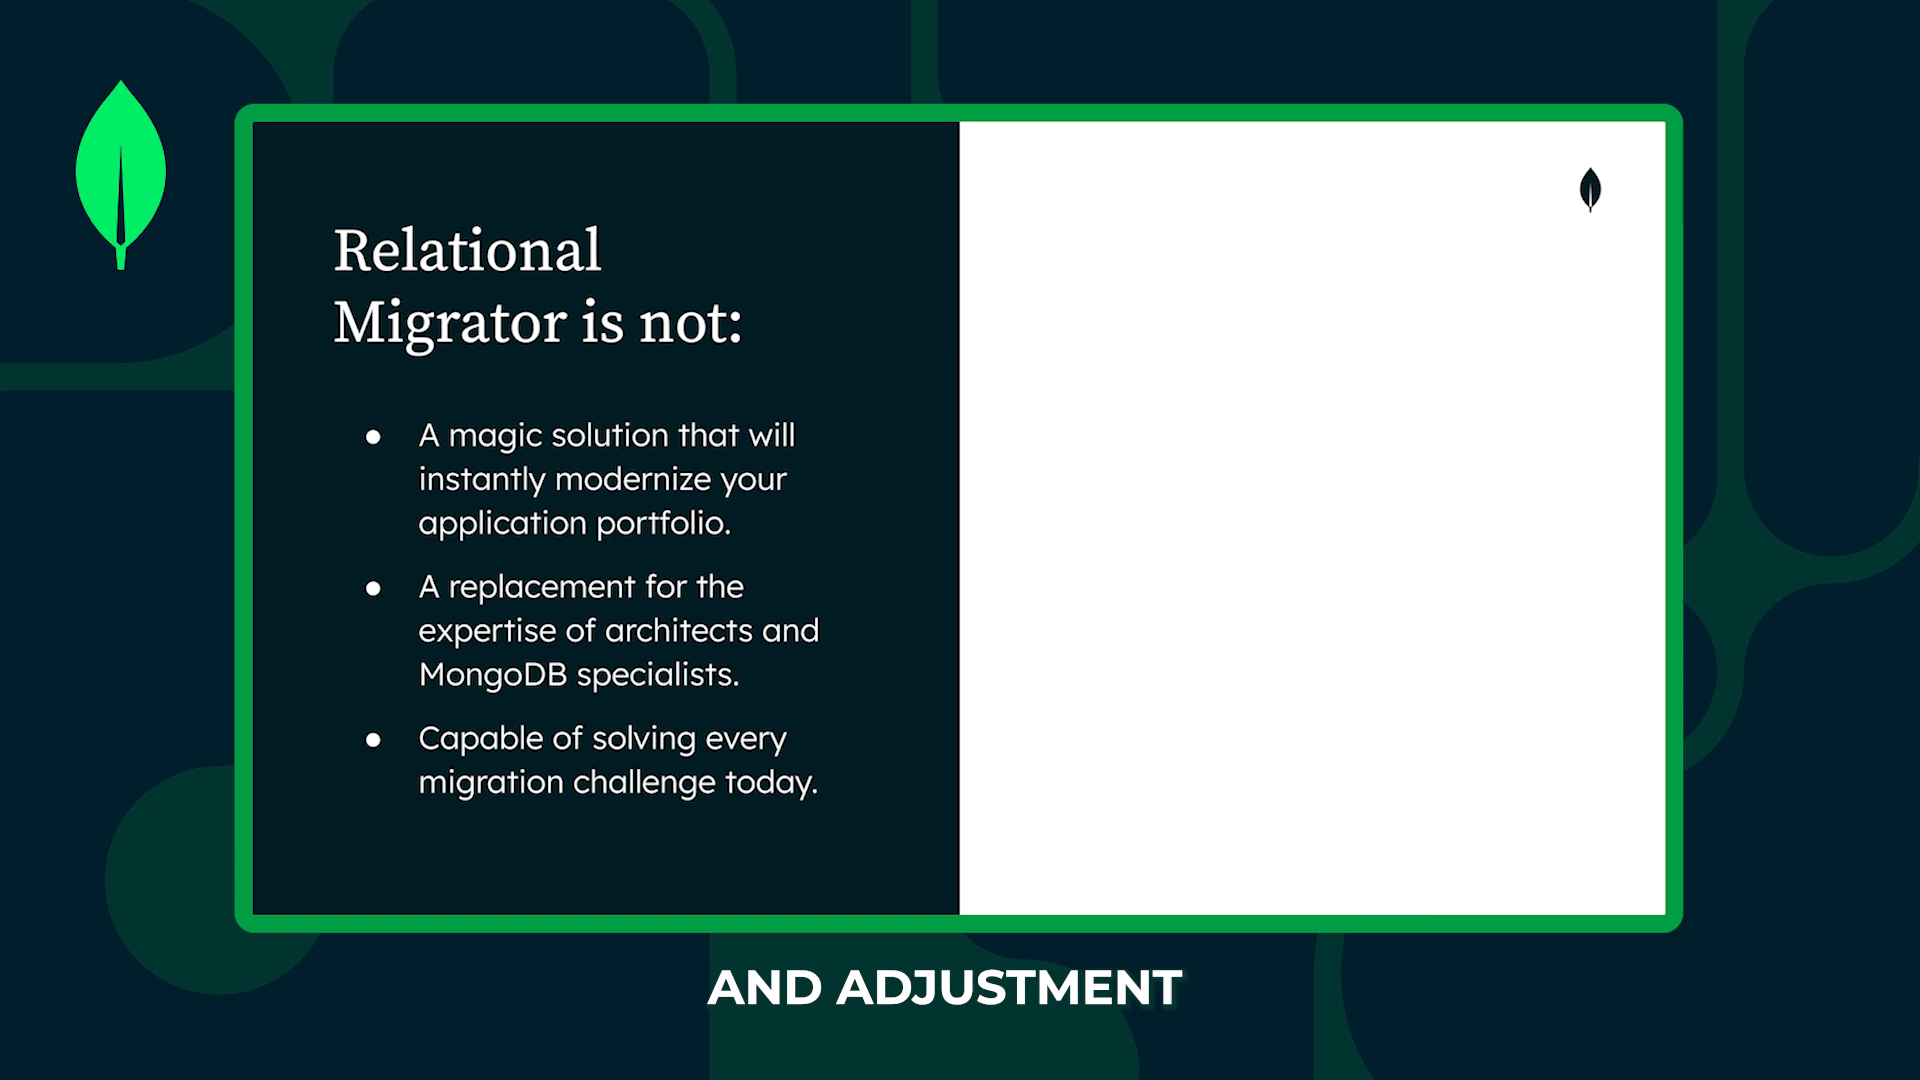 Relational
Migrator is not:
● A magic solution that will
instantly modernize your
application portfolio.
● A replacement for the
expertise of architects and
MongoDB specialists.
● Capable of solving every
migration challenge today.
AND ADJUSTMENT